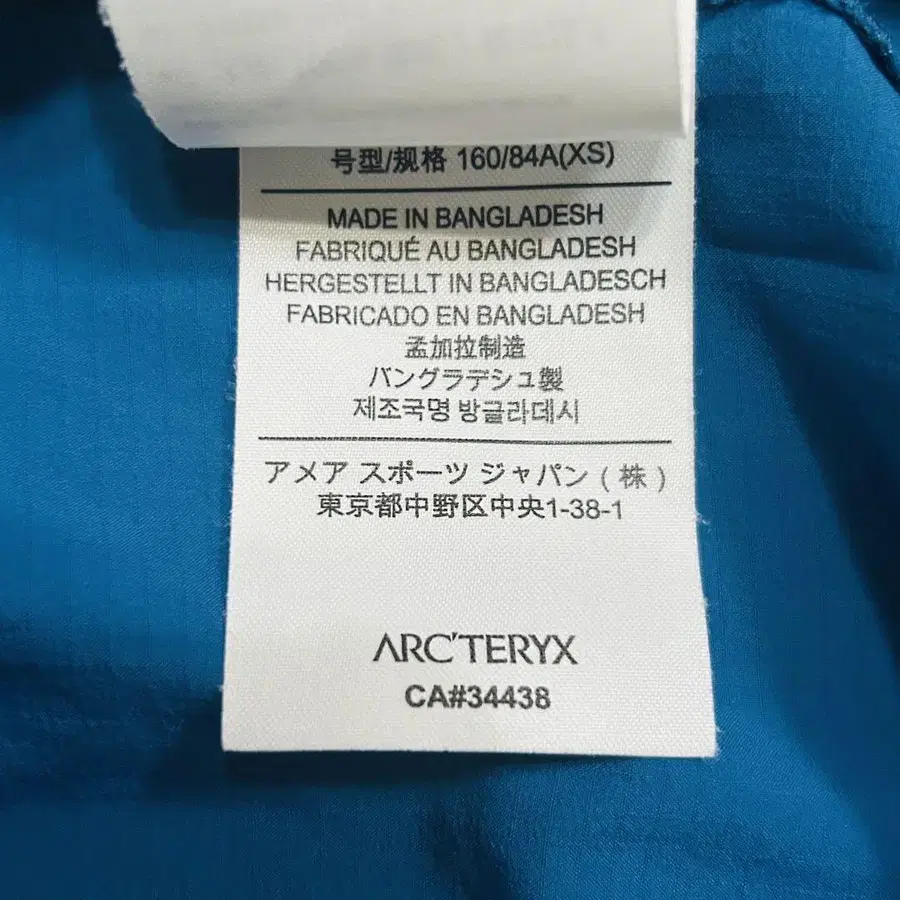 号型/规格 160/84A(XS)
MADE IN BANGLADESH
FABRIQUÉ AU BANGLADESH
HERGESTELLT IN BANGLADESCH
FABRICADO EN BANGLADESH
孟加拉制造
バングラデシュ製
제조국명 방글라데시
アメア スポーツ ジャパン ( 株 )
東京都中野区中央1-38-1
ARC'TERYX
CA#34438